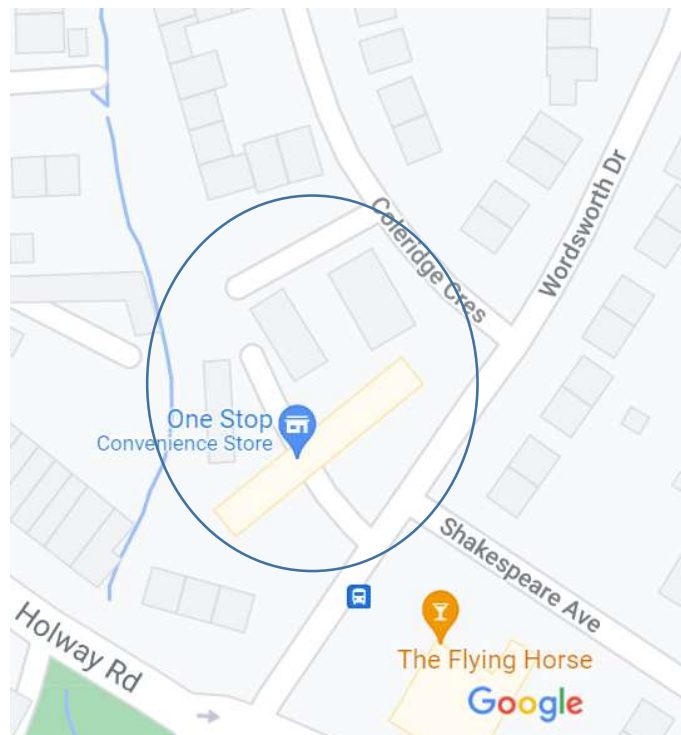 Coleridge Cres
Wordsworth Dr
One Stop
Convenience Store
Shakespeare Ave
Holway Rd
The Flying Horse
Google